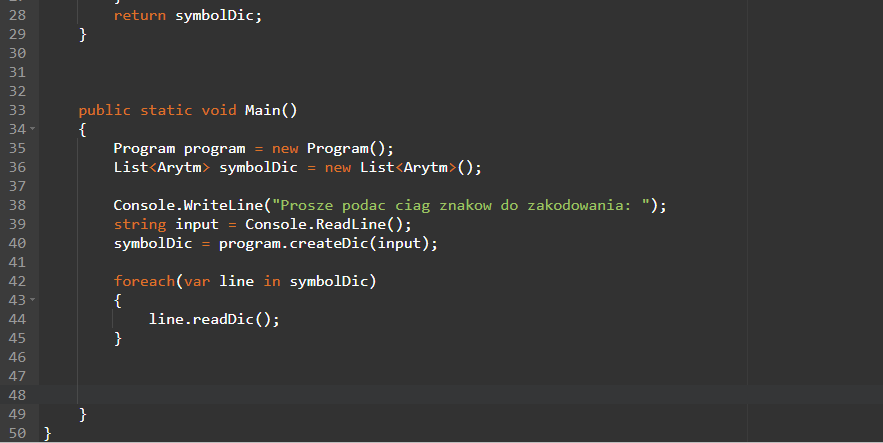 28 return symbolDic;
29 }
30
31
32
33 public static void Main()
34 {
35 Program program = new Program();
36 List<Arytm> symbolDic = new List<Arytm>();
37
38 Console.WriteLine("Prosze podac ciag znakow do zakodowania: ");
39 string input = Console.ReadLine();
40 symbolDic = program.createDic(input);
41
42 foreach(var line in symbolDic)
43 {
44 line.readDic();
45 }
46
47
48
49 }
50 }